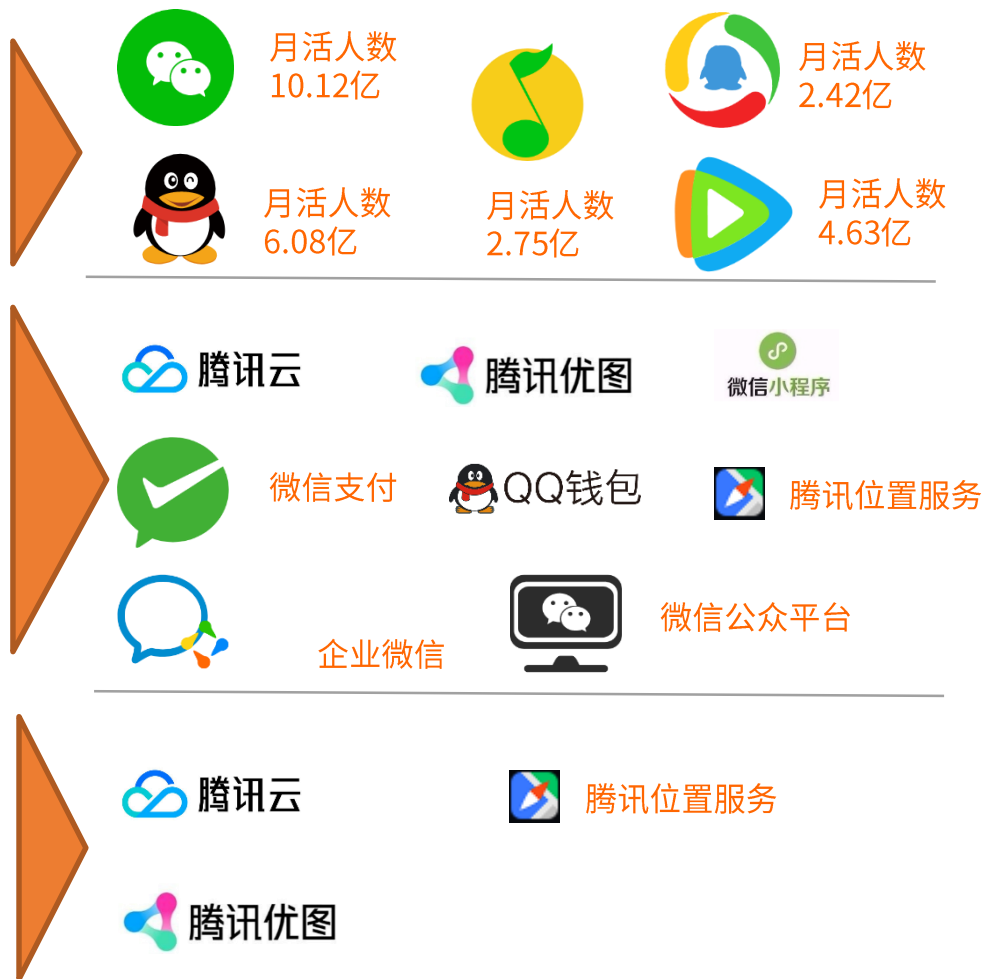 月活人数
10.12亿
月活人数
2.42亿
月活人数
6.08亿
月活人数
2.75亿
月活人数
4.63亿
腾讯云
腾讯优图
微信小程序
微信支付
QQ钱包
腾讯位置服务
企业微信
微信公众平台
腾讯云
腾讯位置服务
腾讯优图